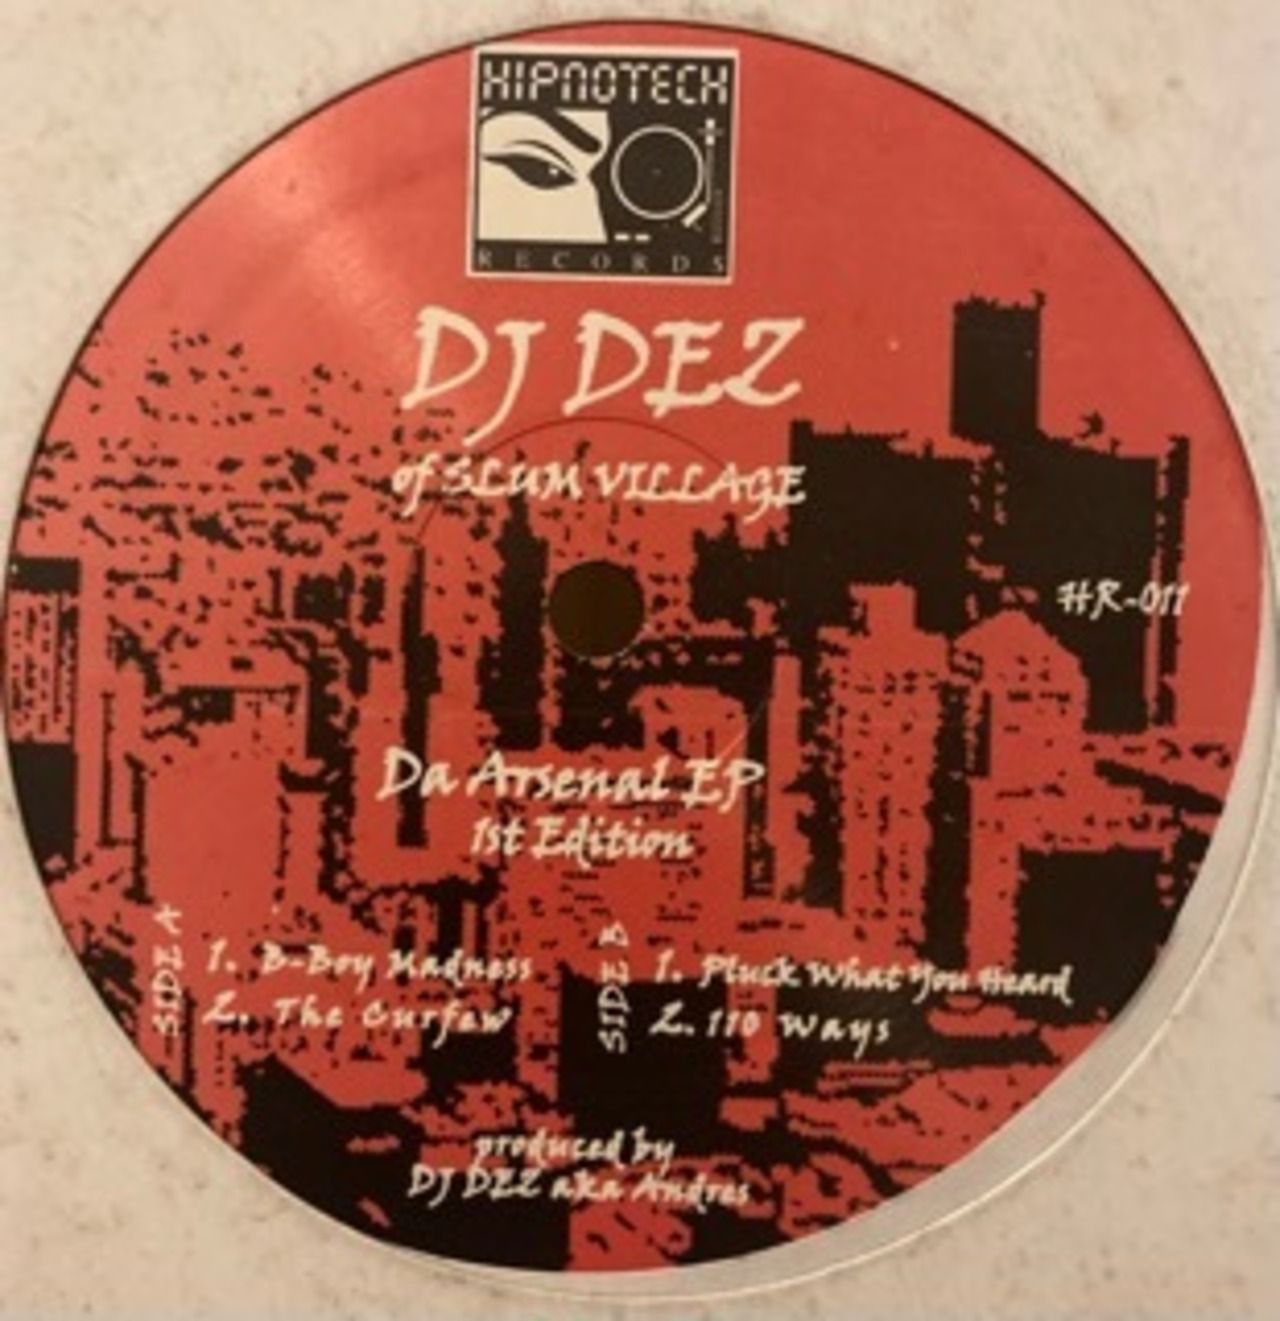 HIPNOTECH
RECORDS
DJ DEZ
of SLUM VILLAGE
HR-011
Da Arsenal EP
1st Edition
SIDE A
1. B-Boy Madness
2. The Curfew
SIDE B
1. Pluck What You Heard
2. 110 Ways
produced by
DJ DEZ aka Andres